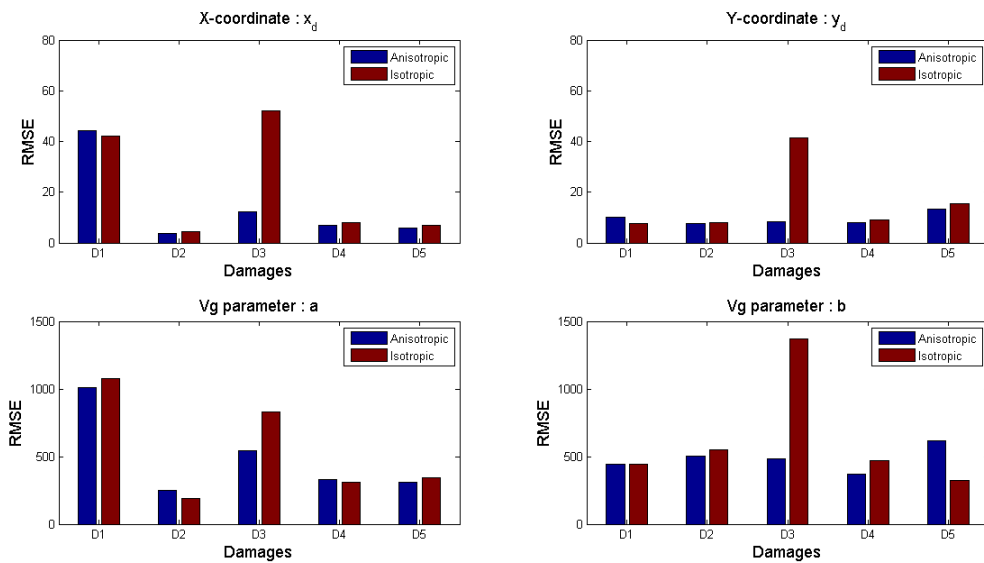 X-coordinate : x_d
80
60
40
20
0
RMSE
Anisotropic
Isotropic
D1 D2 D3 D4 D5
Damages
Y-coordinate : y_d
80
60
40
20
0
RMSE
Anisotropic
Isotropic
D1 D2 D3 D4 D5
Damages
Vg parameter : a
1500
1000
500
0
RMSE
Anisotropic
Isotropic
D1 D2 D3 D4 D5
Damages
Vg parameter : b
1500
1000
500
0
RMSE
Anisotropic
Isotropic
D1 D2 D3 D4 D5
Damages